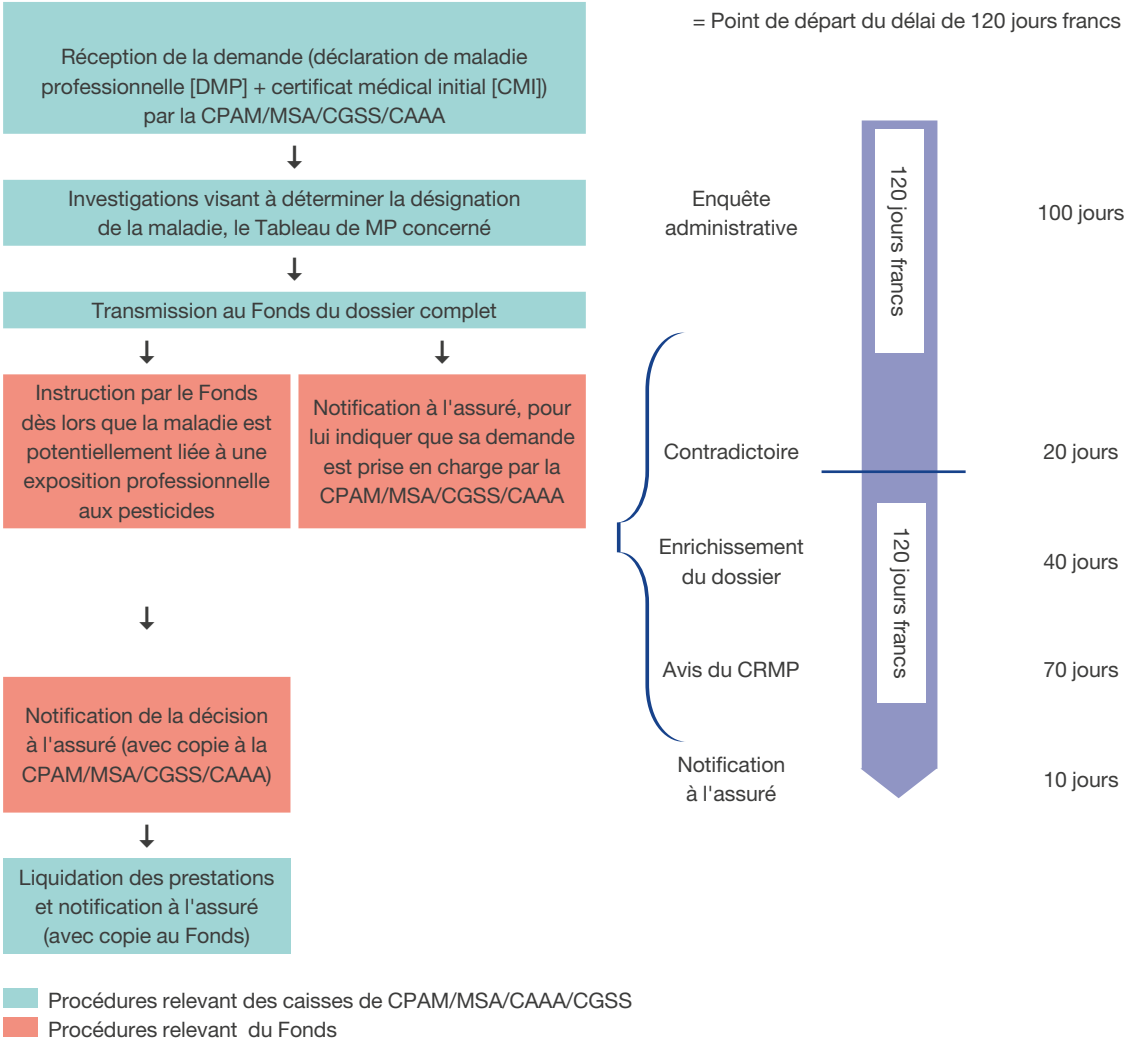 Réception de la demande (déclaration de maladie
professionnelle [DMP] + certificat médical initial [CMI])
par la CPAM/MSA/CGSS/CAAA
Investigations visant à déterminer la désignation
de la maladie, le Tableau de MP concerné
Transmission au Fonds du dossier complet
Instruction par le Fonds
dès lors que la maladie est
potentiellement liée à une
exposition professionnelle
aux pesticides
Notification à l'assuré, pour
lui indiquer que sa demande
est prise en charge par la
CPAM/MSA/CGSS/CAAA
Notification de la décision
à l'assuré (avec copie à la
CPAM/MSA/CGSS/CAAA)
Liquidation des prestations
et notification à l'assuré
(avec copie au Fonds)
= Point de départ du délai de 120 jours francs
Enquête
administrative
120 jours francs
100 jours
Contradictoire
20 jours
Enrichissement
du dossier
120 jours francs
40 jours
Avis du CRMP
70 jours
Notification
à l'assuré
10 jours
Procédures relevant des caisses de CPAM/MSA/CAAA/CGSS
Procédures relevant du Fonds